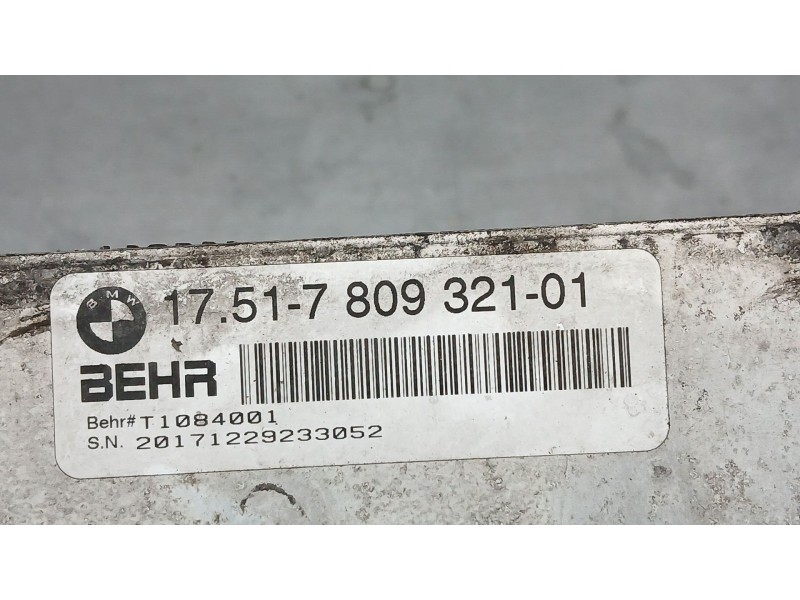 BMW 17.51-7 809 321-01
BEHR
Behr# T1084001
S.N. 20171229233052